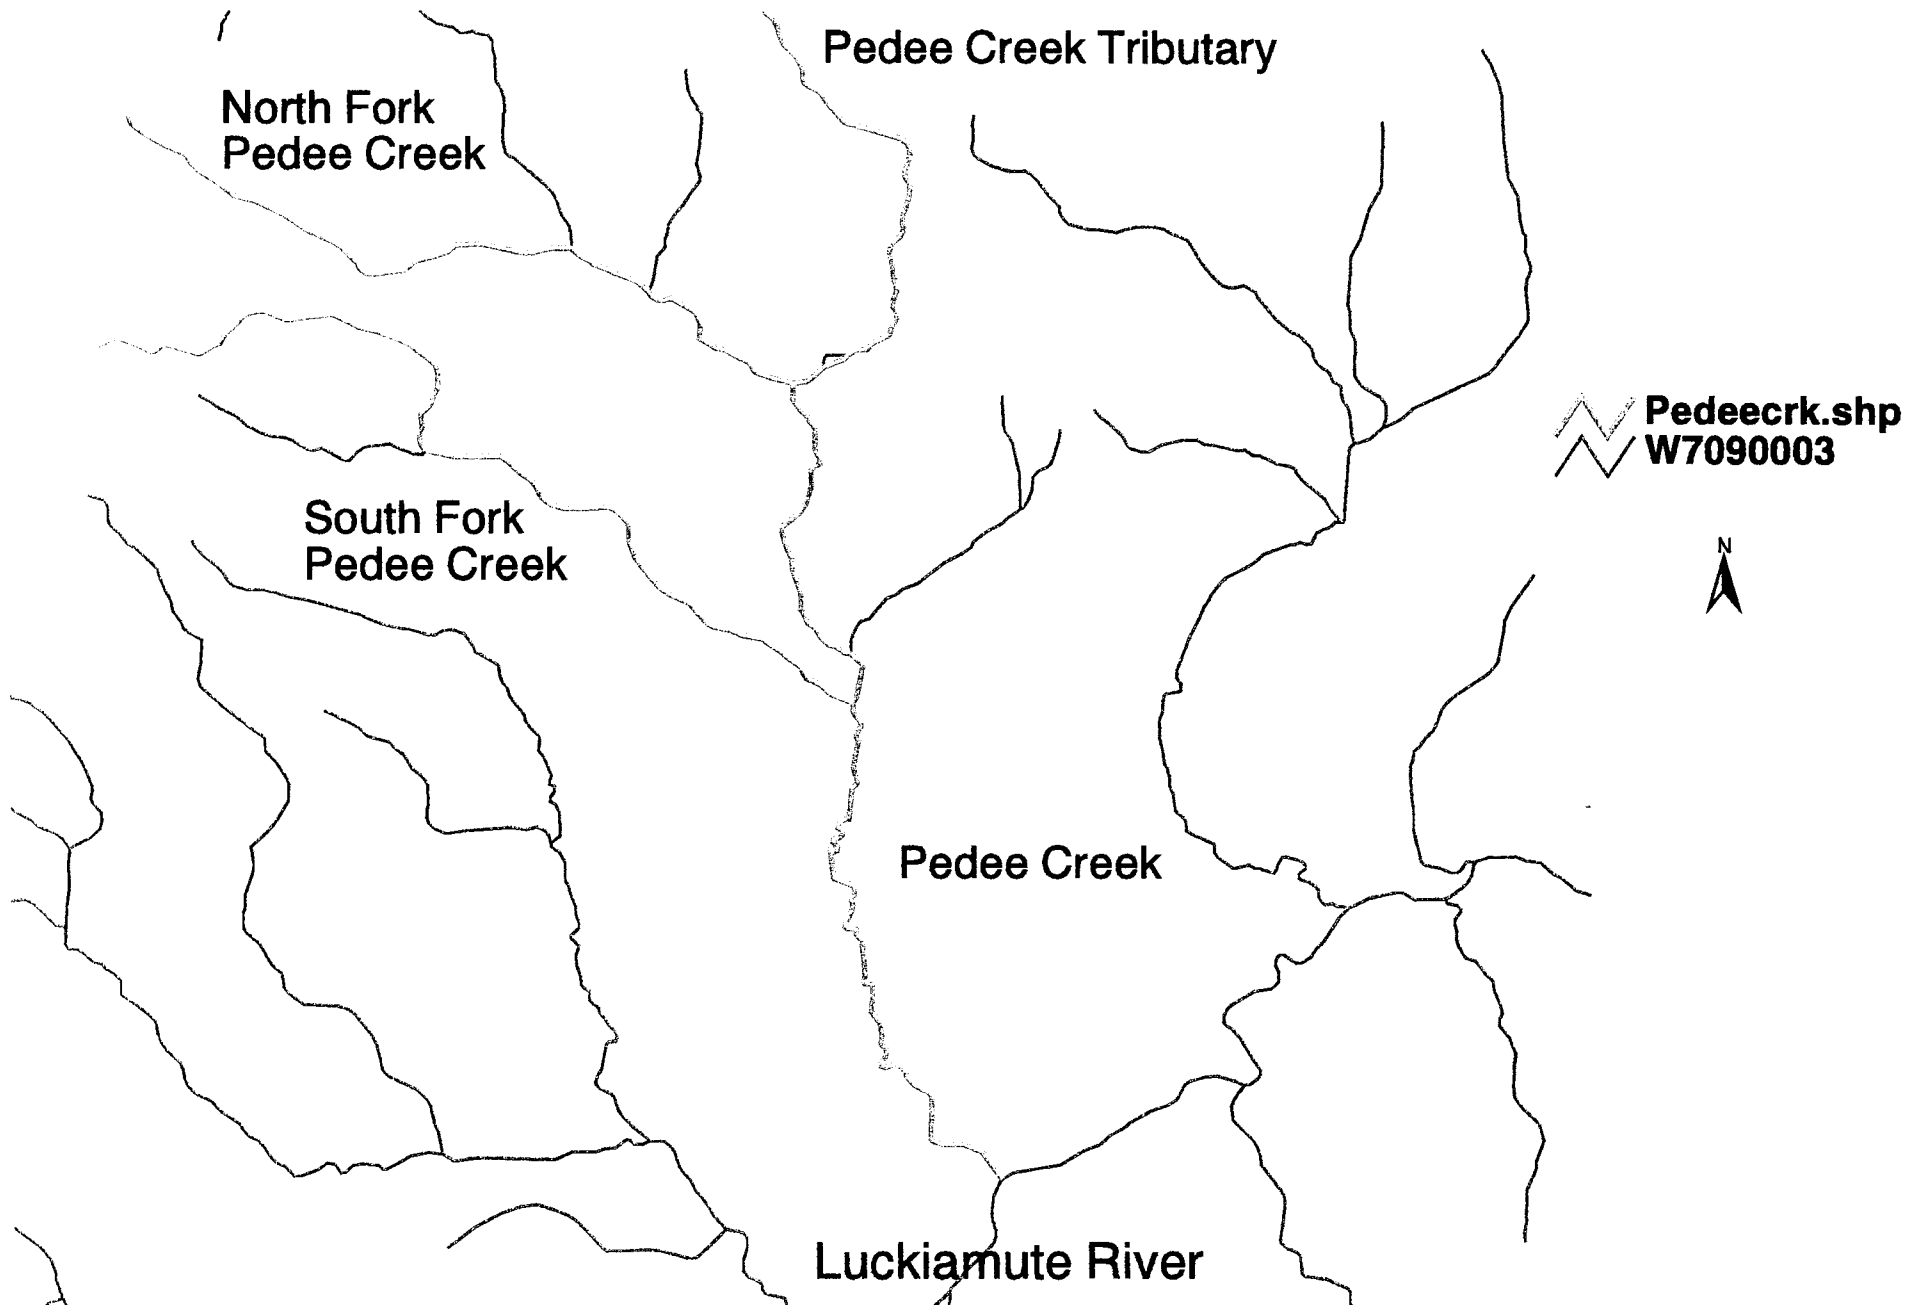 Pedee Creek Tributary
North Fork
Pedee Creek
Pedeecrk.shp
W7090003
South Fork
Pedee Creek
N
Pedee Creek
Luckiamute River